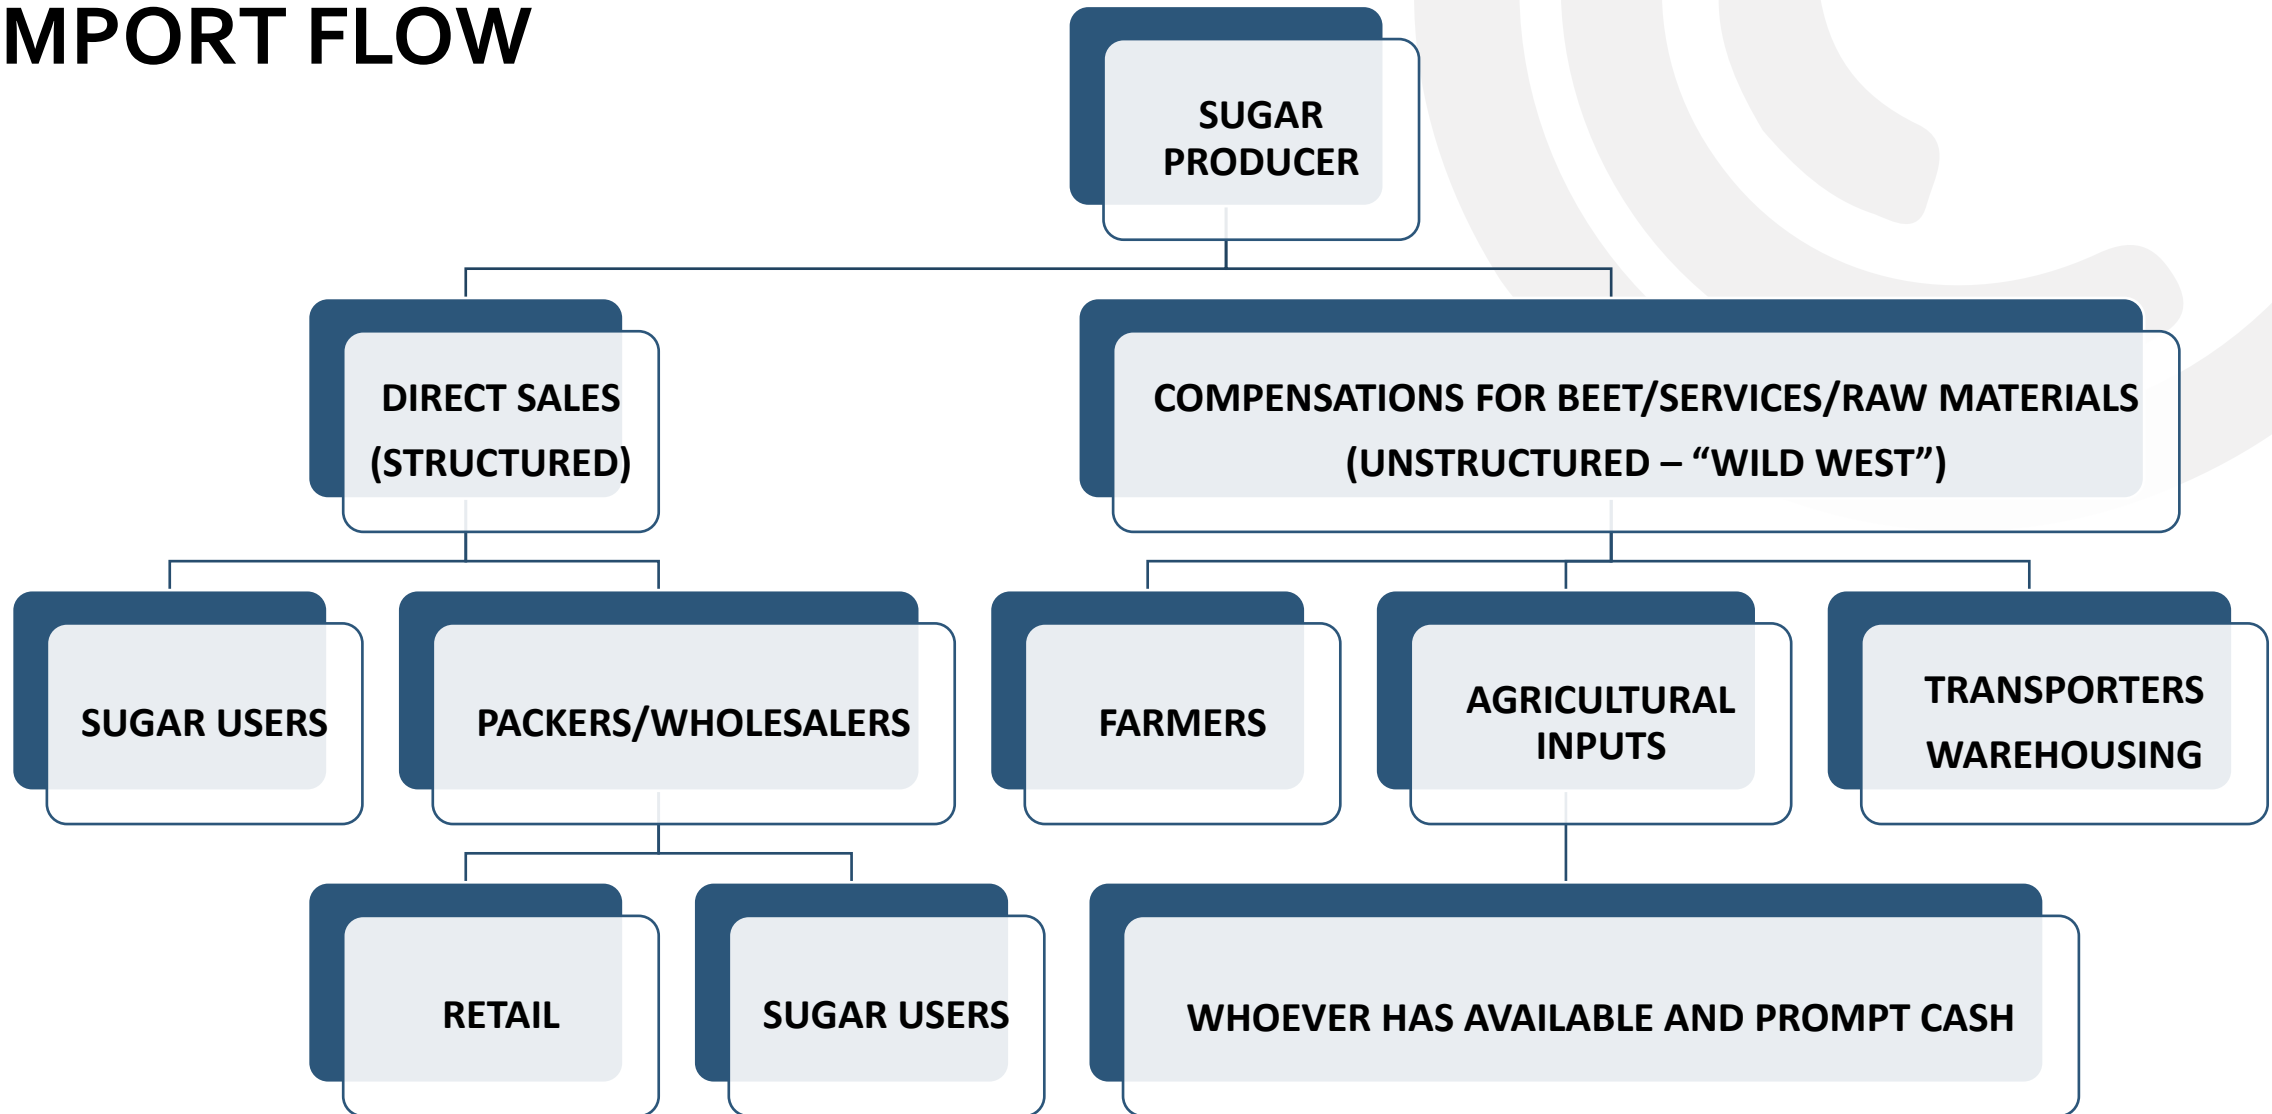 MPORT FLOW
SUGAR
PRODUCER
DIRECT SALES
(STRUCTURED)
COMPENSATIONS FOR BEET/SERVICES/RAW MATERIALS
(UNSTRUCTURED – “WILD WEST”)
SUGAR USERS
PACKERS/WHOLESALERS
FARMERS
AGRICULTURAL
INPUTS
TRANSPORTERS
WAREHOUSING
RETAIL
SUGAR USERS
WHOEVER HAS AVAILABLE AND PROMPT CASH